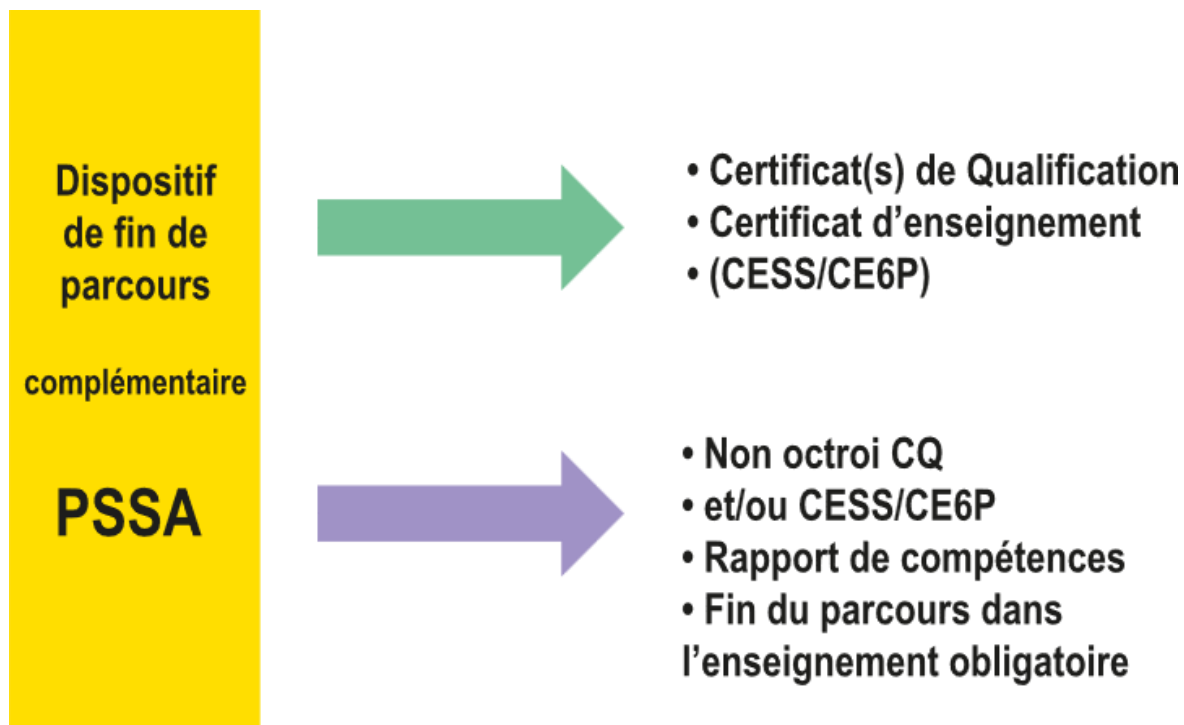 Dispositif
de fin de
parcours
complémentaire
PSSA
• Certificat(s) de Qualification
• Certificat d’enseignement
• (CESS/CE6P)
• Non octroi CQ
• et/ou CESS/CE6P
• Rapport de compétences
• Fin du parcours dans
l’enseignement obligatoire